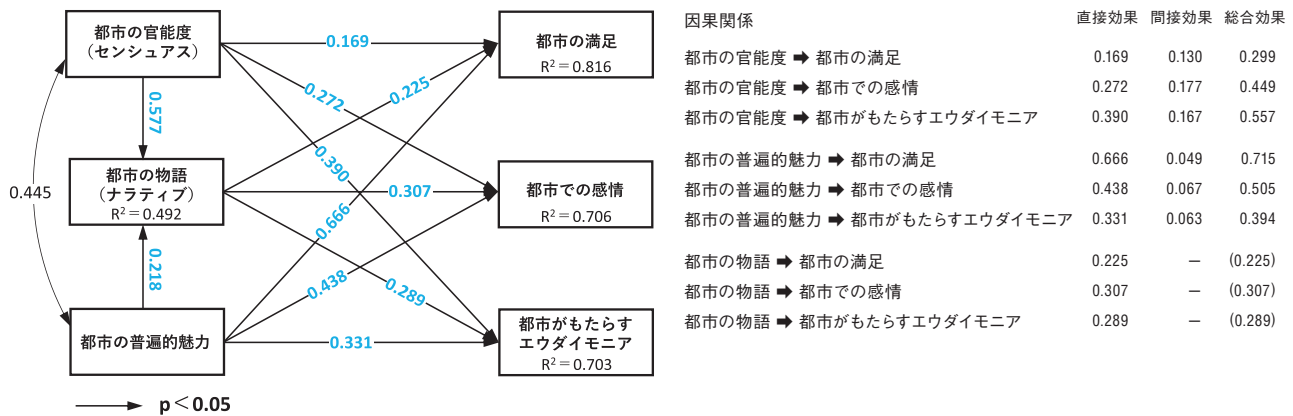 都市の官能度
（センシュアス）
0.169
都市の満足
R² = 0.816
0.577
0.272
0.225
0.445
都市の物語
（ナラティブ）
R² = 0.492
0.390
0.307
都市での感情
R² = 0.706
0.666
0.218
0.438
0.289
都市の普遍的魅力
0.331
都市がもたらす
エウダイモニア
R² = 0.703
p＜0.05
因果関係 直接効果 間接効果 総合効果
都市の官能度 ➡ 都市の満足 0.169 0.130 0.299
都市の官能度 ➡ 都市での感情 0.272 0.177 0.449
都市の官能度 ➡ 都市がもたらすエウダイモニア 0.390 0.167 0.557
都市の普遍的魅力 ➡ 都市の満足 0.666 0.049 0.715
都市の普遍的魅力 ➡ 都市での感情 0.438 0.067 0.505
都市の普遍的魅力 ➡ 都市がもたらすエウダイモニア 0.331 0.063 0.394
都市の物語 ➡ 都市の満足 0.225 — (0.225)
都市の物語 ➡ 都市での感情 0.307 — (0.307)
都市の物語 ➡ 都市がもたらすエウダイモニア 0.289 — (0.289)